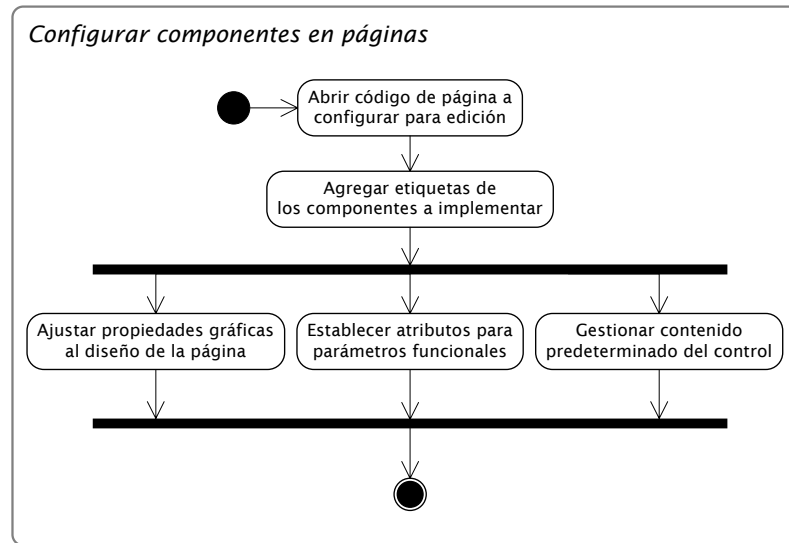 Configurar componentes en páginas
Abrir código de página a
configurar para edición
Agregar etiquetas de
los componentes a implementar
Ajustar propiedades gráficas
al diseño de la página
Establecer atributos para
parámetros funcionales
Gestionar contenido
predeterminado del control